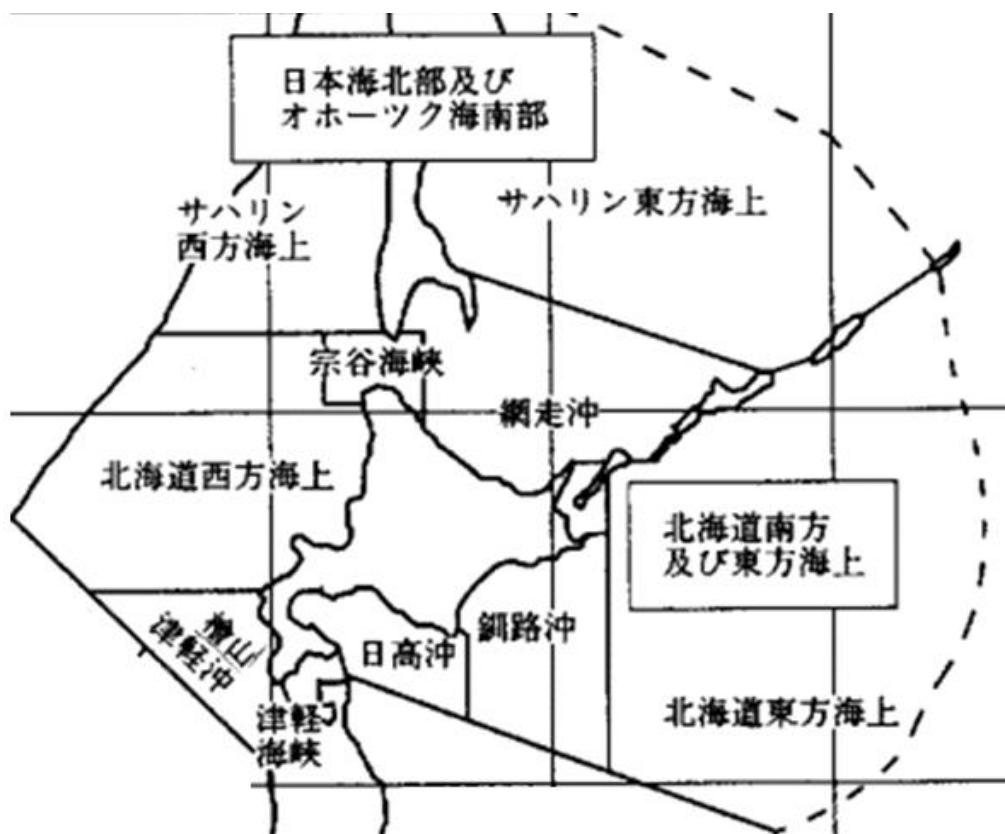 日本海北部及び
オホーツク海南部
サハリン東方海上
サハリン
西方海上
宗谷海峡
網走沖
北海道西方海上
北海道南方
及び東方海上
檜山
津軽沖
日高沖
釧路沖
北海道東方海上
津軽
海峡